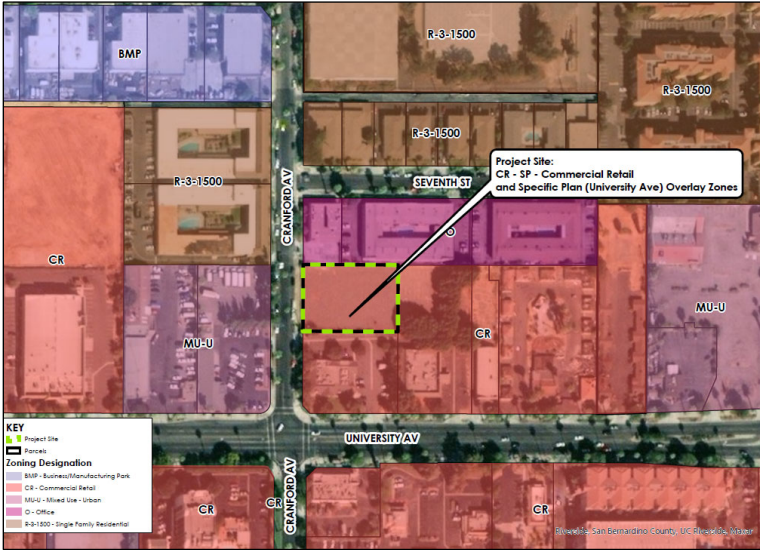 BMP
R-3-1500
R-3-1500
R-3-1500
R-3-1500
Project Site:
CR - SP - Commercial Retail
and Specific Plan (University Ave) Overlay Zones
SEVENTH ST
CRANFORD AV
O
CR
MU-U
CR
MU-U
UNIVERSITY AV
CRANFORD AV
CR
CR
CR
KEY
Project Site
Parcels
Zoning Designation
BMP - Business/Manufacturing Park
CR - Commercial Retail
MU-U - Mixed Use - Urban
O - Office
R-3-1500 - Single Family Residential
Riverside, San Bernardino County, UC Riverside, Maxar